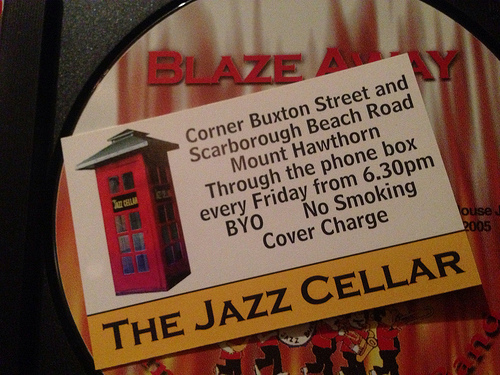 BLAZE AWAY
Corner Buxton Street and
Scarborough Beach Road
Mount Hawthorn
Through the phone box
every Friday from 6.30pm
BYO No Smoking
Cover Charge
JAZZ CELLAR
THE JAZZ CELLAR
2005